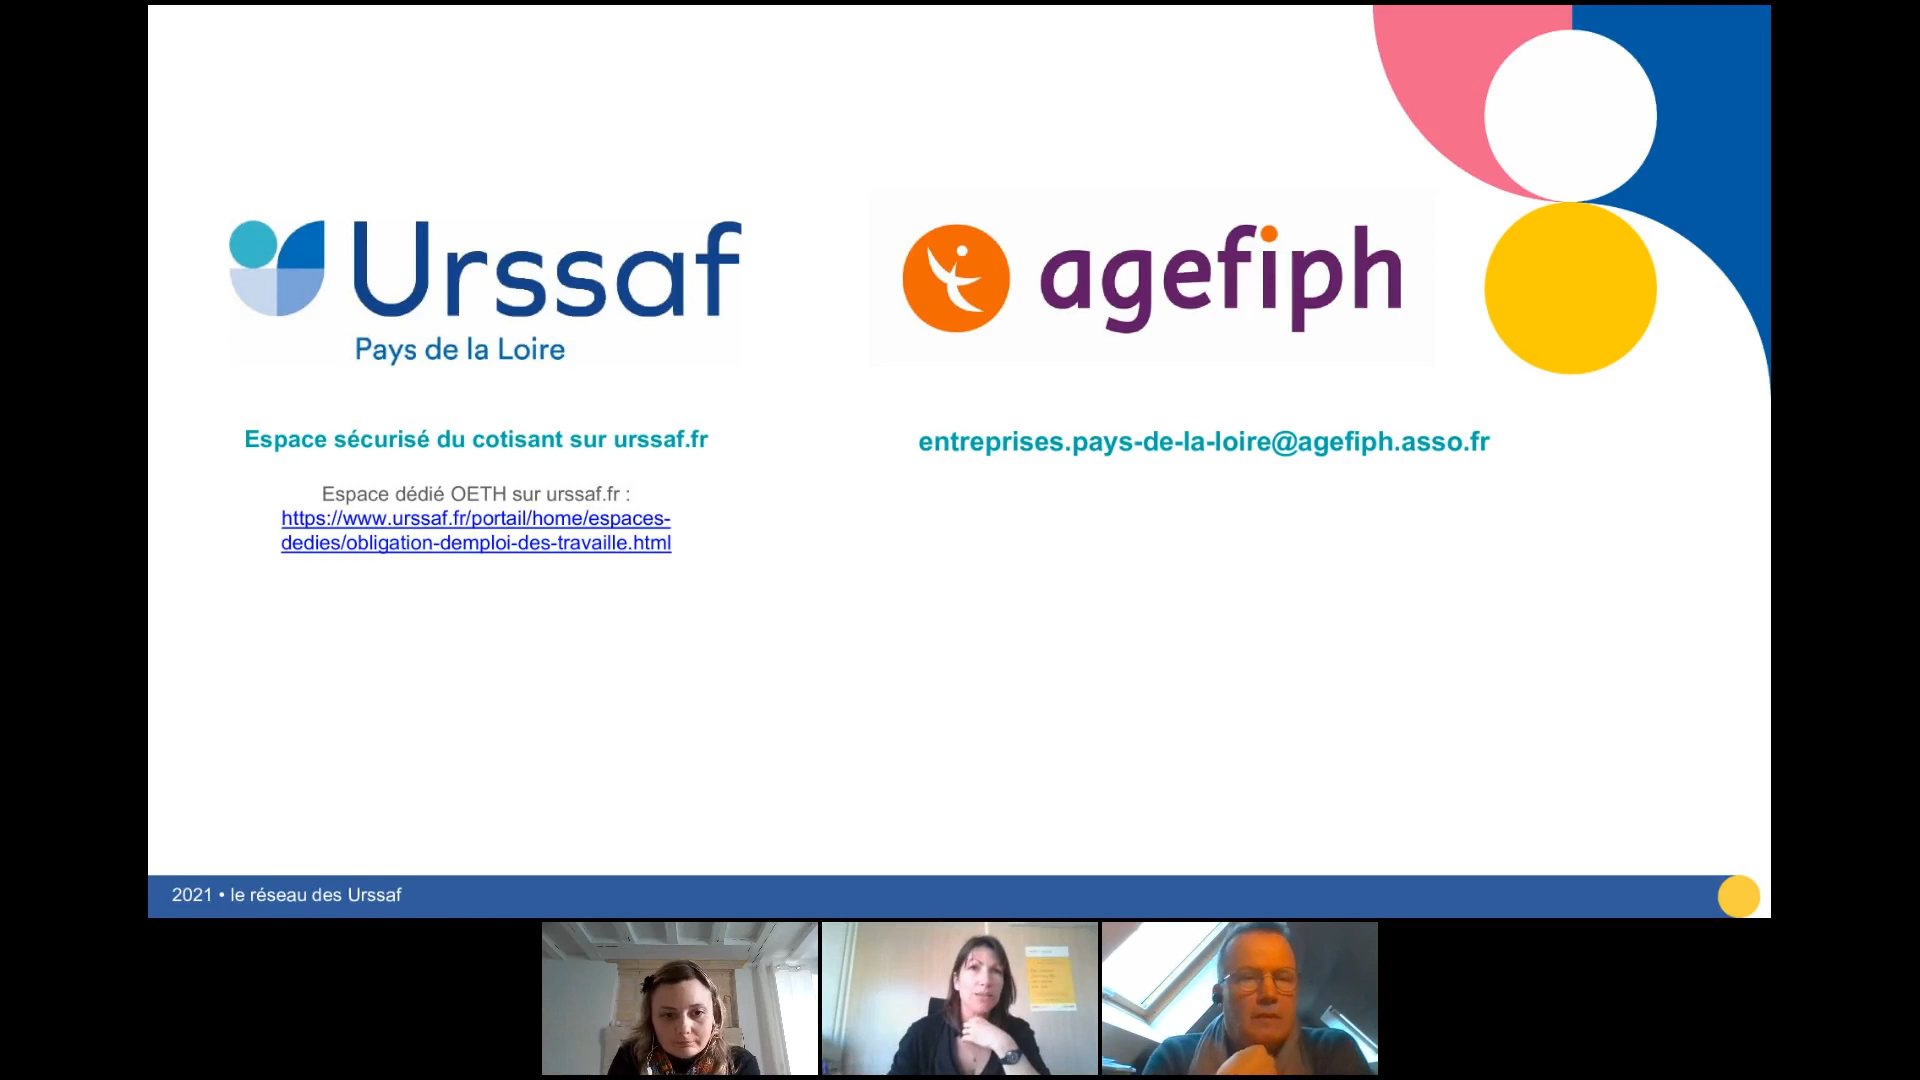 Urssaf
Pays de la Loire
agefiph
Espace sécurisé du cotisant sur urssaf.fr
entreprises.pays-de-la-loire@agefiph.asso.fr
Espace dédié OETH sur urssaf.fr :
https://www.urssaf.fr/portail/home/espaces-
dedies/obligation-demploi-des-travaille.html
2021 • le réseau des Urssaf